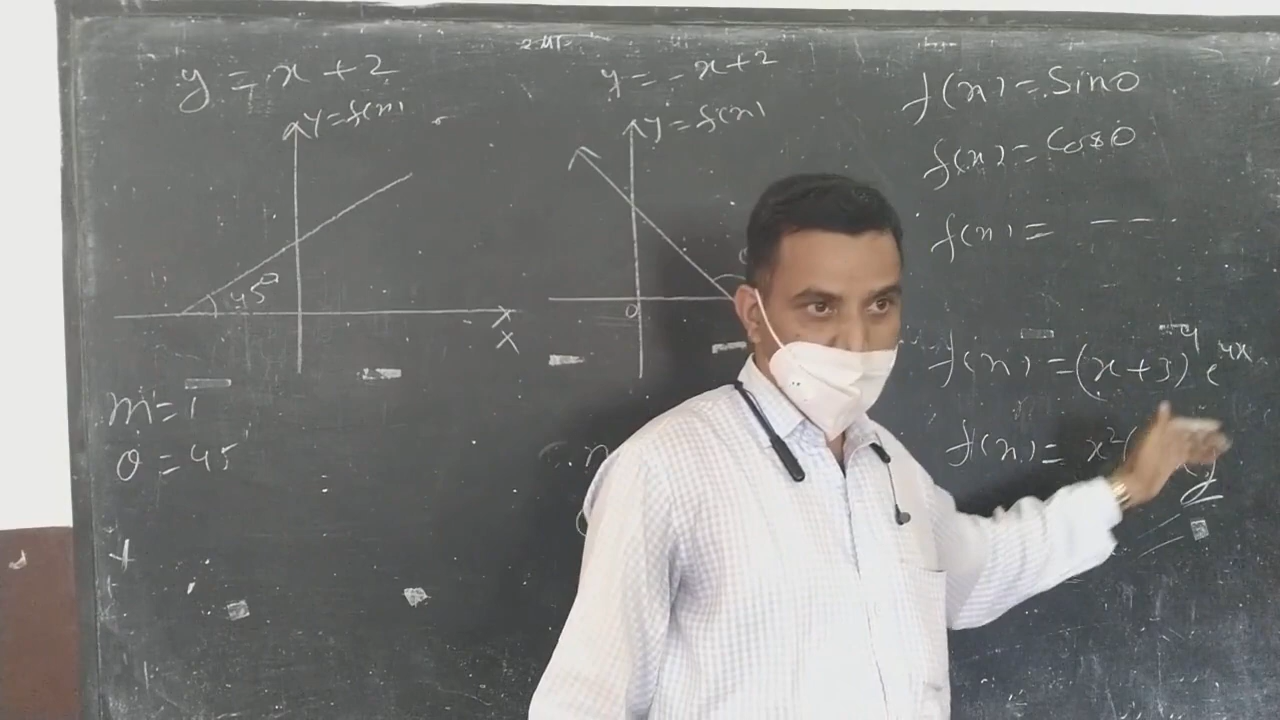 y = x + 2
Y = f(x)
45°
X
m = 1
θ = 45°
+
y = -x + 2
Y = f(x)
0
f(x) = Sinθ
f(x) = Cosθ
f(x) = ----
f(x) = (x+3)⁴ e⁴ˣ
f(x) = x²(